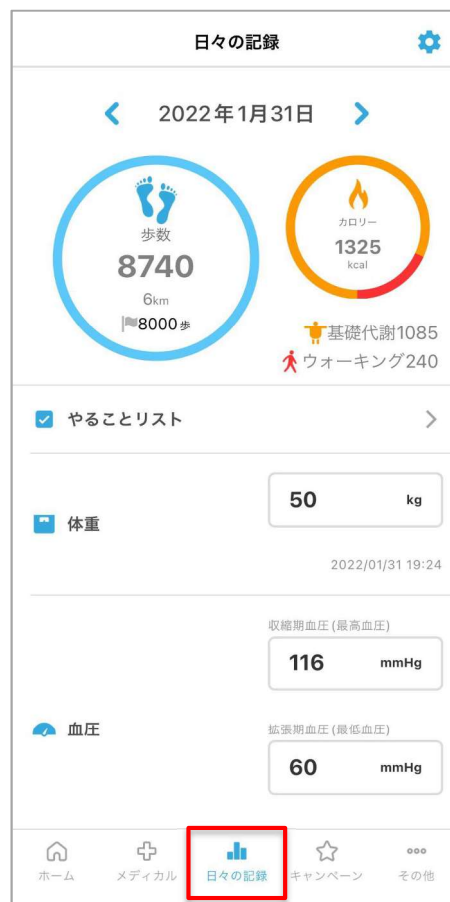 日々の記録
2022年1月31日
歩数
8740
6km
8000 歩
カロリー
1325
kcal
基礎代謝1085
ウォーキング240
やることリスト
体重
50 kg
2022/01/31 19:24
血圧
収縮期血圧 (最高血圧)
116 mmHg
拡張期血圧 (最低血圧)
60 mmHg
ホーム メディカル 日々の記録 キャンペーン その他